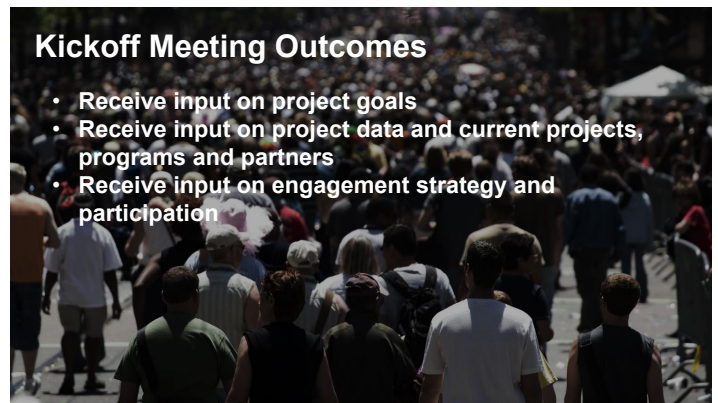 Kickoff Meeting Outcomes
• Receive input on project goals
• Receive input on project data and current projects,
programs and partners
• Receive input on engagement strategy and
participation